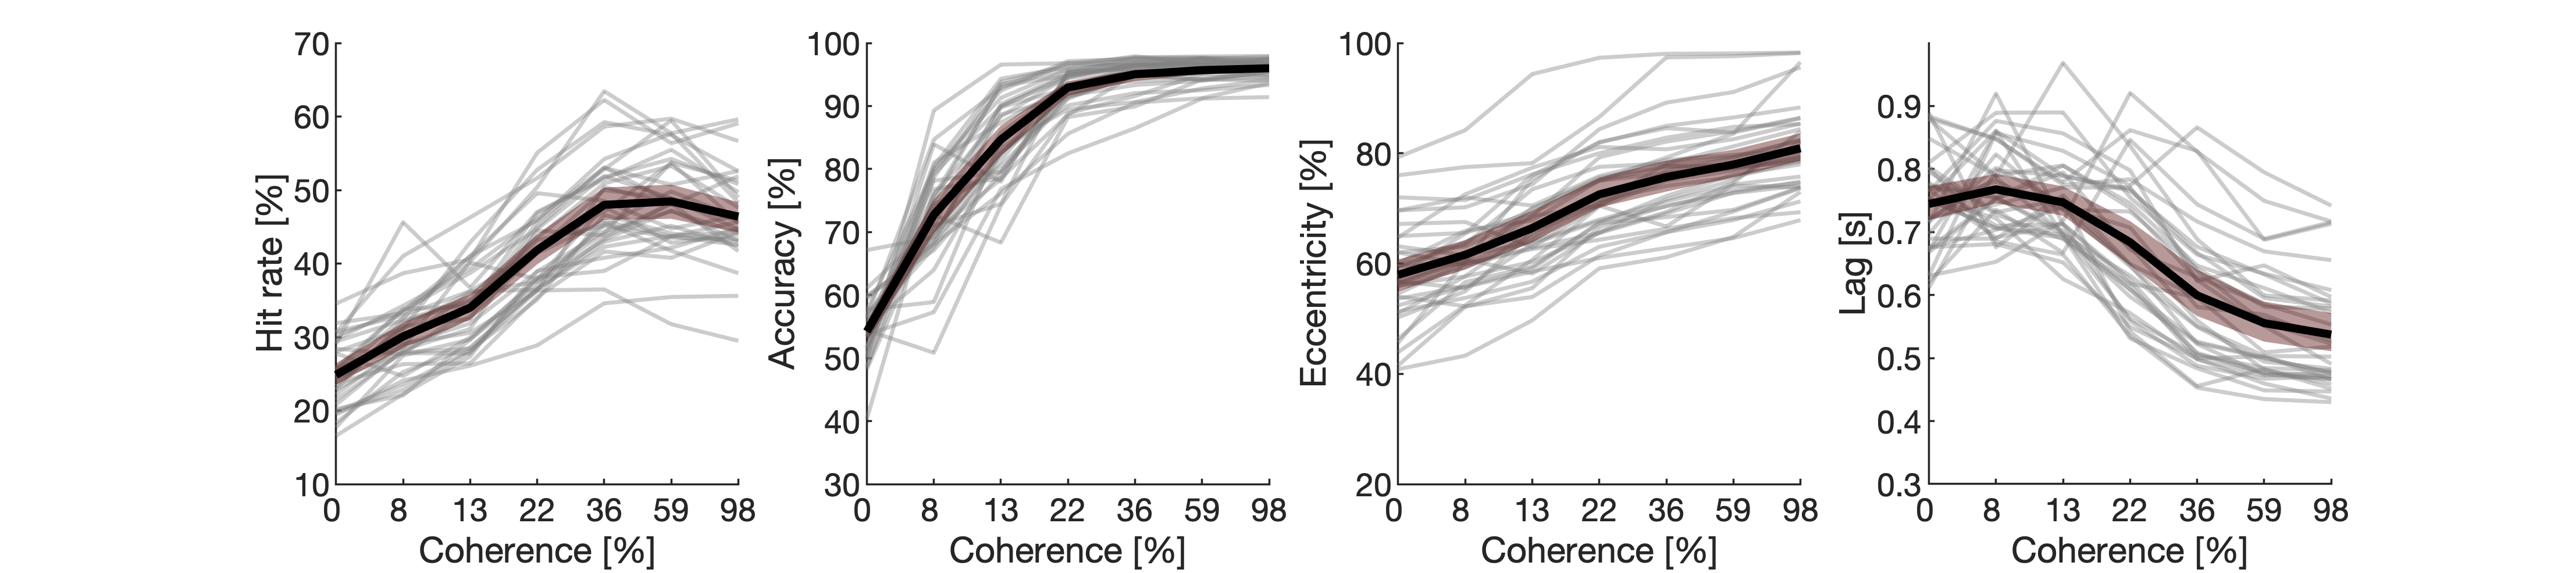 Hit rate [%]
70
60
50
40
30
20
10
0 8 13 22 36 59 98
Coherence [%]
Accuracy [%]
100
90
80
70
60
50
40
30
0 8 13 22 36 59 98
Coherence [%]
Eccentricity [%]
100
80
60
40
20
0 8 13 22 36 59 98
Coherence [%]
Lag [s]
0.9
0.8
0.7
0.6
0.5
0.4
0.3
0 8 13 22 36 59 98
Coherence [%]